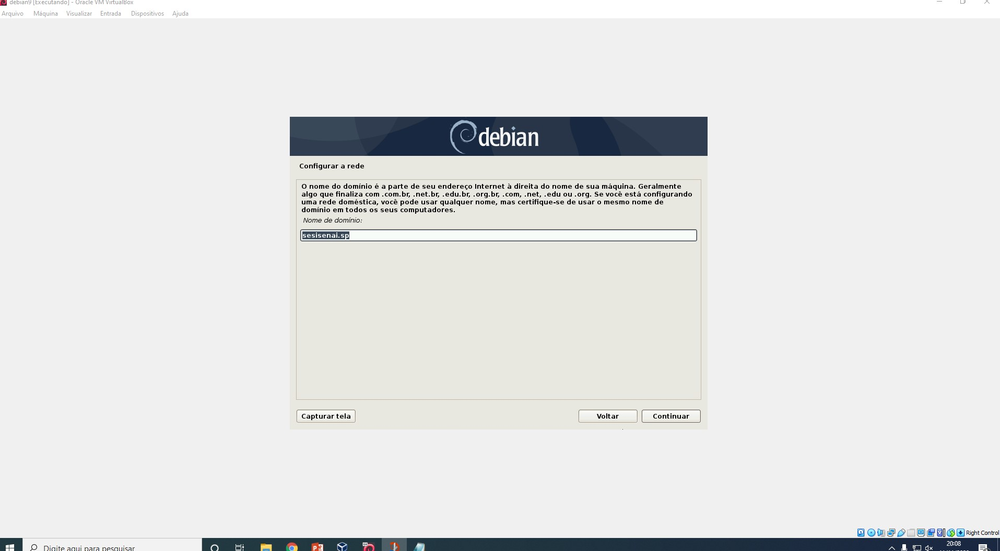 debian9 [Executando] - Oracle VM VirtualBox
Arquivo Máquina Visualizar Entrada Dispositivos Ajuda
debian
Configurar a rede
O nome do domínio é a parte de seu endereço Internet à direita do nome de sua máquina. Geralmente
algo que finaliza com .com.br, .net.br, .edu.br, .org.br, .com, .net, .edu ou .org. Se você está configurando
uma rede doméstica, você pode usar qualquer nome, mas certifique-se de usar o mesmo nome de
domínio em todos os seus computadores.
Nome de domínio:
sesisenai.sp
Capturar tela Voltar Continuar
Right Control
Digite aqui para pesquisar
20:08